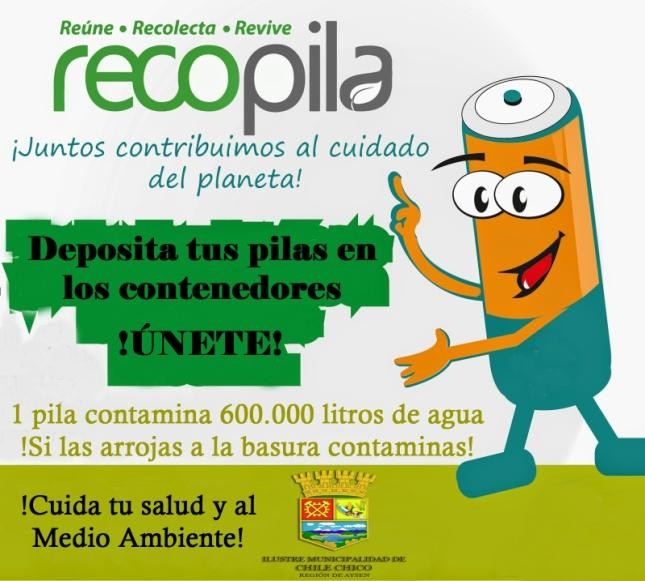 Reúne • Recolecta • Revive
recopila
¡Juntos contribuimos al cuidado
del planeta!
Deposita tus pilas en
los contenedores
!ÚNETE!
1 pila contamina 600.000 litros de agua
!Si las arrojas a la basura contaminas!
!Cuida tu salud y al
Medio Ambiente!
ILUSTRE MUNICIPALIDAD DE
CHILE CHICO
REGIÓN DE AYSEN